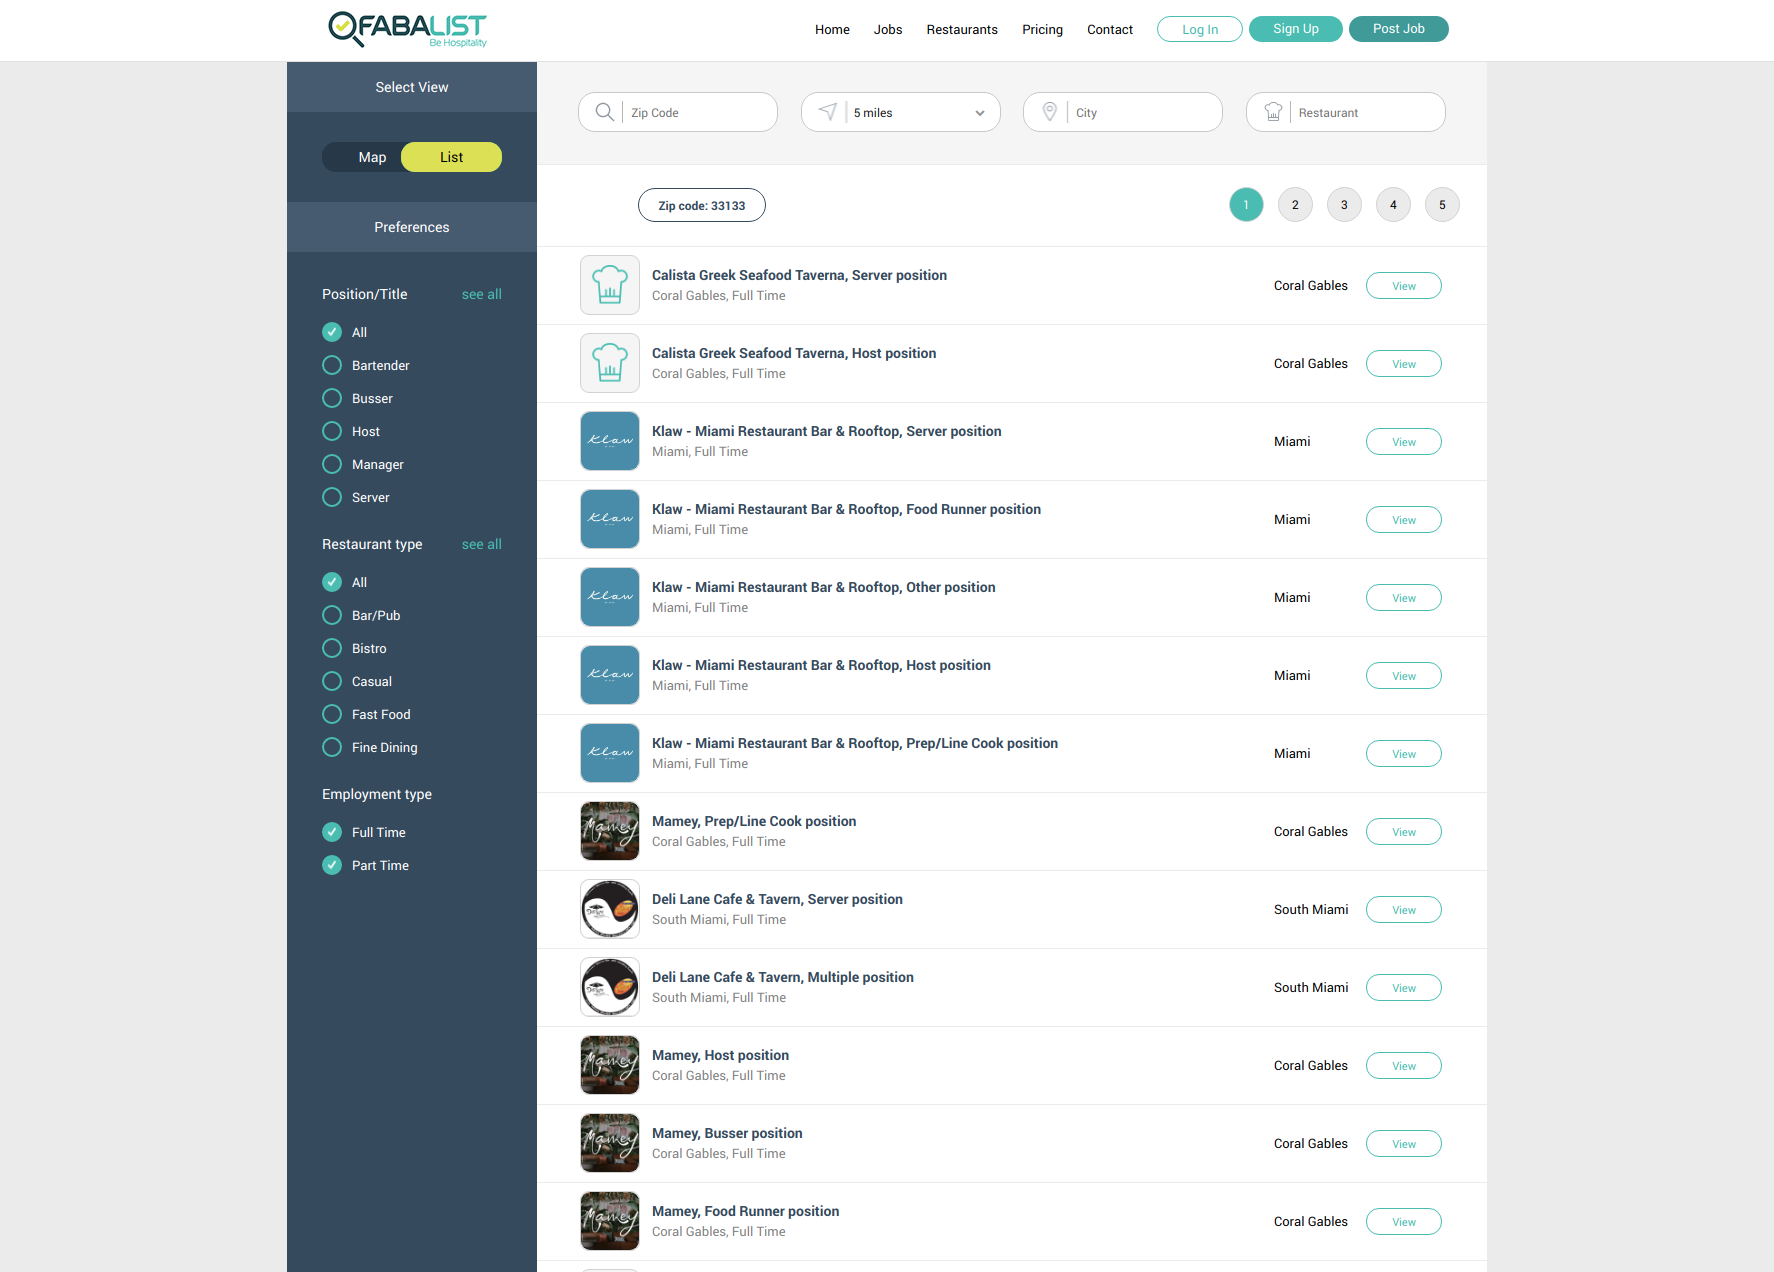 FABALIST
Be Hospitality
Home
Jobs
Restaurants
Pricing
Contact
Log In
Sign Up
Post Job
Select View
Map
List
Preferences
Position/Title
see all
All
Bartender
Busser
Host
Manager
Server
Restaurant type
see all
All
Bar/Pub
Bistro
Casual
Fast Food
Fine Dining
Employment type
Full Time
Part Time
Zip Code
5 miles
City
Restaurant
Zip code: 33133
1
2
3
4
5
Calista Greek Seafood Taverna, Server position
Coral Gables, Full Time
Coral Gables
View
Calista Greek Seafood Taverna, Host position
Coral Gables, Full Time
Coral Gables
View
Klaw
Klaw - Miami Restaurant Bar & Rooftop, Server position
Miami, Full Time
Miami
View
Klaw
Klaw - Miami Restaurant Bar & Rooftop, Food Runner position
Miami, Full Time
Miami
View
Klaw
Klaw - Miami Restaurant Bar & Rooftop, Other position
Miami, Full Time
Miami
View
Klaw
Klaw - Miami Restaurant Bar & Rooftop, Host position
Miami, Full Time
Miami
View
Klaw
Klaw - Miami Restaurant Bar & Rooftop, Prep/Line Cook position
Miami, Full Time
Miami
View
Mamey
Mamey, Prep/Line Cook position
Coral Gables, Full Time
Coral Gables
View
Deli Lane Cafe & Tavern, Server position
South Miami, Full Time
South Miami
View
Deli Lane Cafe & Tavern, Multiple position
South Miami, Full Time
South Miami
View
Mamey
Mamey, Host position
Coral Gables, Full Time
Coral Gables
View
Mamey
Mamey, Busser position
Coral Gables, Full Time
Coral Gables
View
Mamey
Mamey, Food Runner position
Coral Gables, Full Time
Coral Gables
View